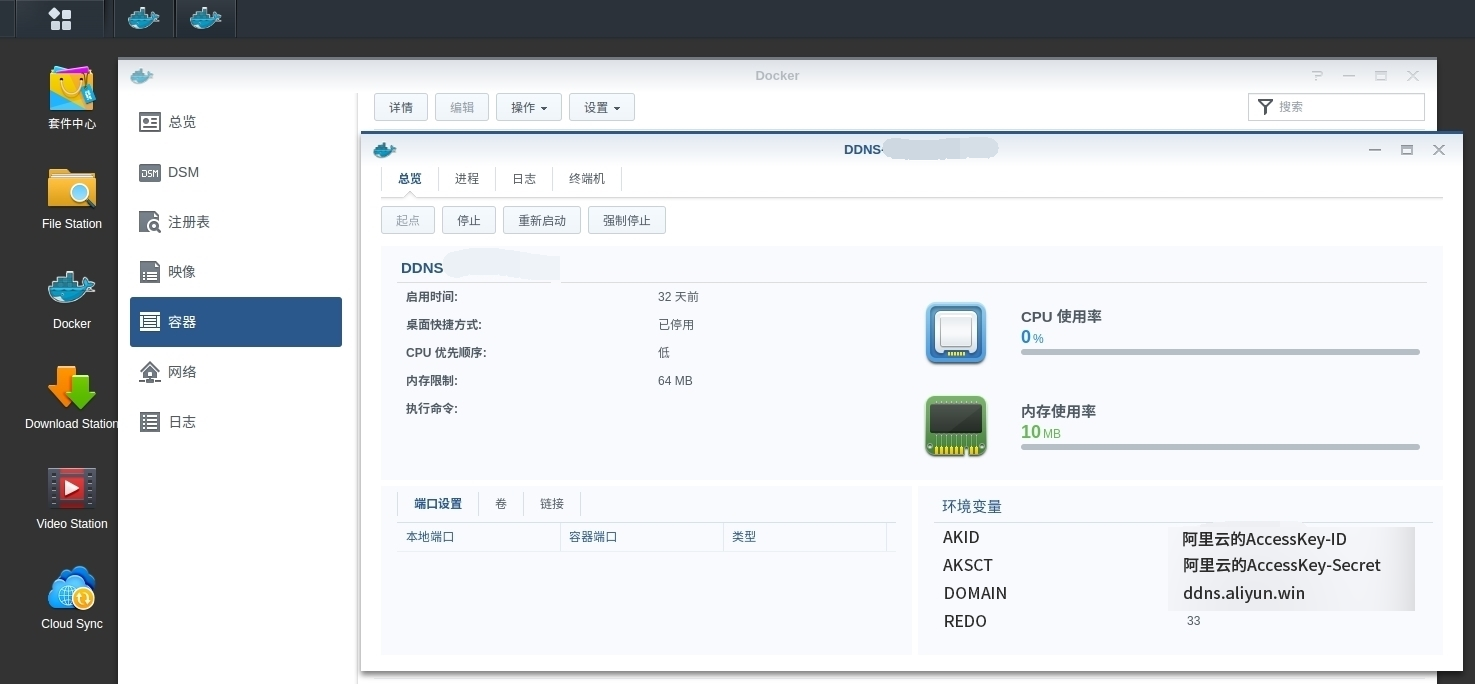 Docker
套件中心
File Station
Docker
Download Station
Video Station
Cloud Sync
总览
DSM
DSM
注册表
映像
容器
网络
日志
详情 编辑 操作 设置
搜索
DDNS-
总览 进程 日志 终端机
起点 停止 重新启动 强制停止
DDNS
启用时间: 32 天前
桌面快捷方式: 已停用
CPU 优先顺序: 低
内存限制: 64 MB
执行命令:
CPU 使用率
0 %
内存使用率
10 MB
端口设置 卷 链接
本地端口 容器端口 类型
环境变量
AKID 阿里云的AccessKey-ID
AKSCT 阿里云的AccessKey-Secret
DOMAIN ddns.aliyun.win
REDO 33